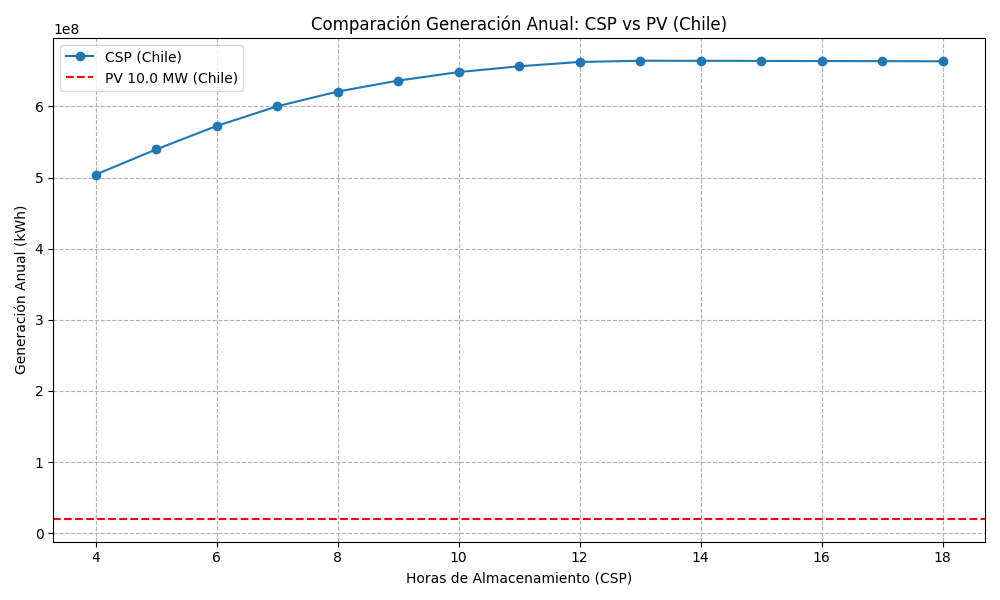 Comparación Generación Anual: CSP vs PV (Chile)
1e8
CSP (Chile)
PV 10.0 MW (Chile)
Generación Anual (kWh)
6
5
4
3
2
1
0
4 6 8 10 12 14 16 18
Horas de Almacenamiento (CSP)